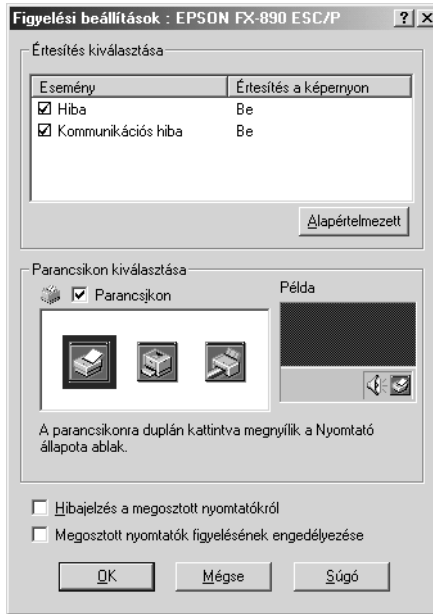 Figyelési beállítások : EPSON FX-890 ESC/P
Értesítés kiválasztása
Esemény Értesítés a képernyon
Hiba Be
Kommunikációs hiba Be
Alapértelmezett
Parancsikon kiválasztása
Parancsikon
Példa
A parancsikonra duplán kattintva megnyílik a Nyomtató
állapota ablak.
Hibajelzés a megosztott nyomtatókról
Megosztott nyomtatók figyelésének engedélyezése
OK Mégse Súgó